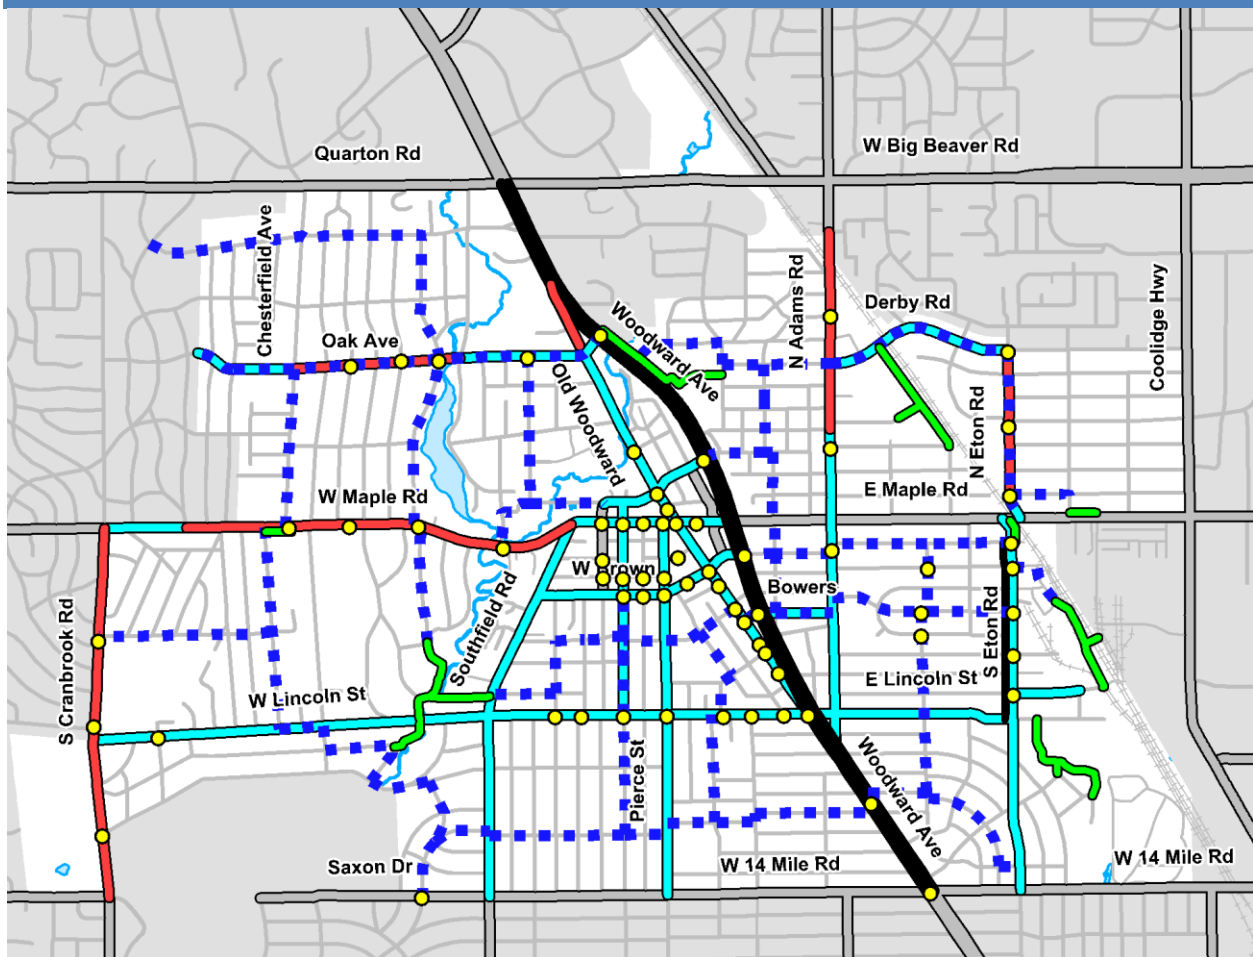 Quarton Rd
W Big Beaver Rd
Chesterfield Ave
N Adams Rd
Derby Rd
Coolidge Hwy
Woodward Ave
Oak Ave
Old Woodward
N Eton Rd
W Maple Rd
E Maple Rd
W Brown
Bowers
S Cranbrook Rd
Southfield Rd
S Eton Rd
W Lincoln St
E Lincoln St
Pierce St
Woodward Ave
Saxon Dr
W 14 Mile Rd
W 14 Mile Rd